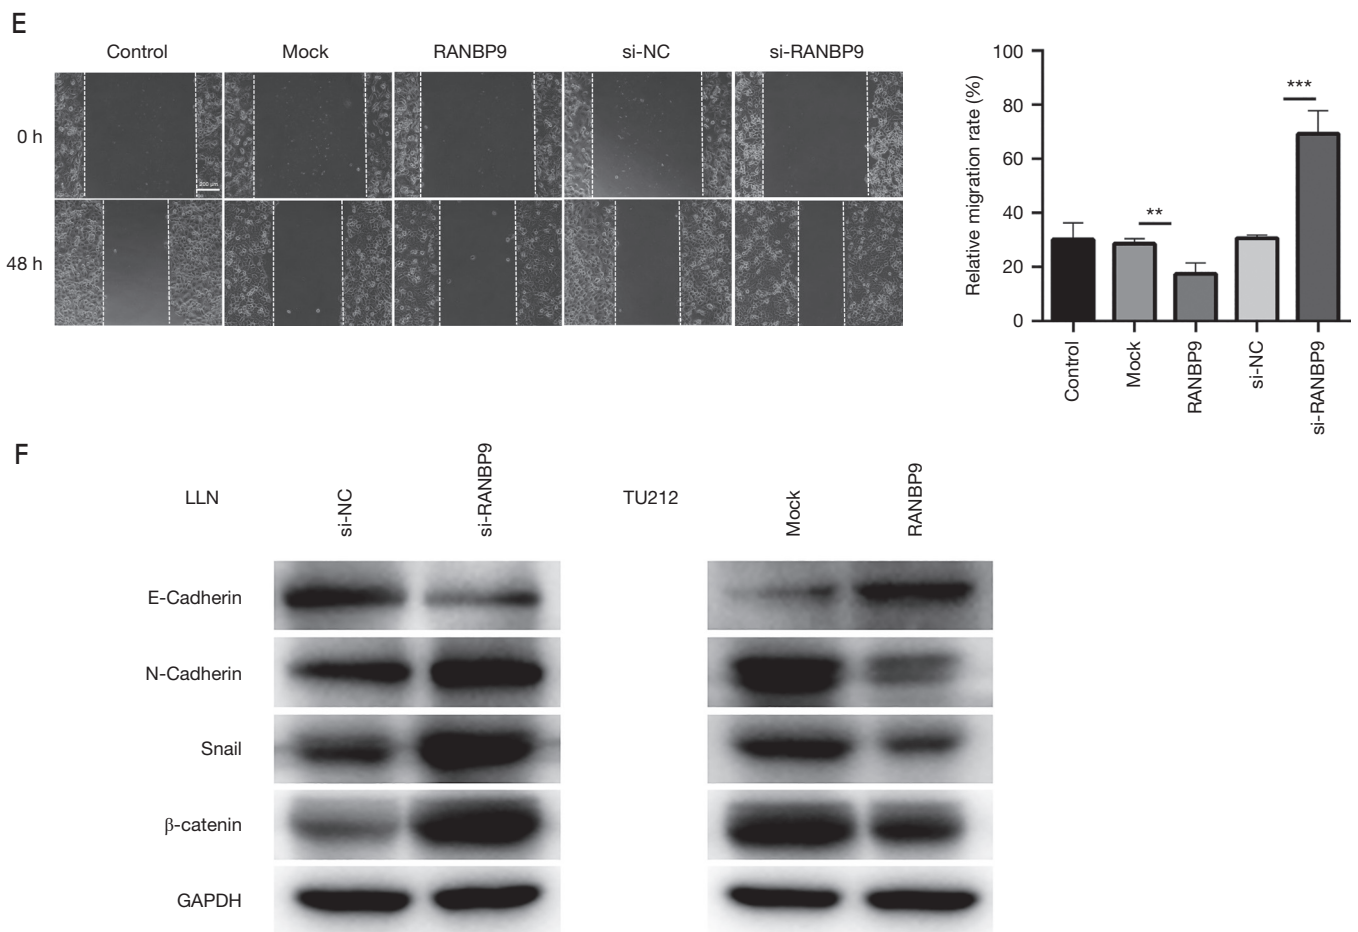 E
Control Mock RANBP9 si-NC si-RANBP9
0 h
200 μm
48 h
Relative migration rate (%)
100
80
60
40
20
0
***
**
Control
Mock
RANBP9
si-NC
si-RANBP9
F
LLN
si-NC
si-RANBP9
TU212
Mock
RANBP9
E-Cadherin
N-Cadherin
Snail
β-catenin
GAPDH